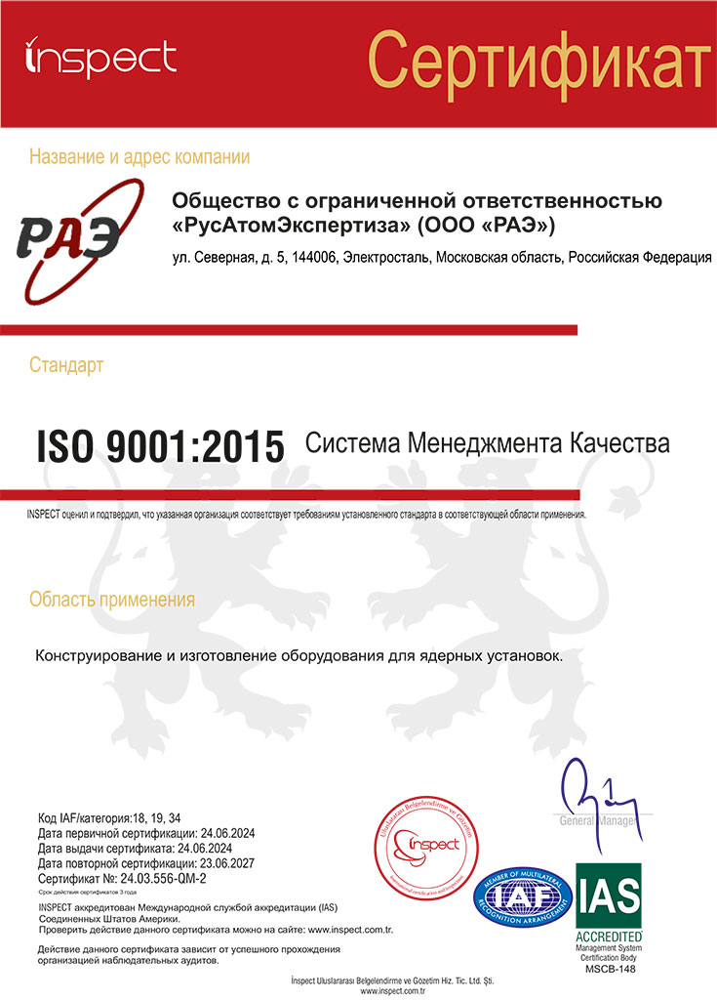 inspect
Сертификат
Название и адрес компании
РАЭ
Общество с ограниченной ответственностью
«РусАтомЭкспертиза» (ООО «РАЭ»)
ул. Северная, д. 5, 144006, Электросталь, Московская область, Российская Федерация
Стандарт
ISO 9001:2015 Система Менеджмента Качества
INSPECT оценил и подтвердил, что указанная организация соответствует требованиям установленного стандарта в соответствующей области применения.
Область применения
Конструирование и изготовление оборудования для ядерных установок.
Код IAF/категория:18, 19, 34
Дата первичной сертификации: 24.06.2024
Дата выдачи сертификата: 24.06.2024
Дата повторной сертификации: 23.06.2027
Сертификат №: 24.03.556-QM-2
Срок действия сертификатов 3 года
INSPECT аккредитован Международной службой аккредитации (IAS)
Соединенных Штатов Америки.
Проверить действие данного сертификата можно на сайте: www.inspect.com.tr.
Действие данного сертификата зависит от успешного прохождения
организацией наблюдательных аудитов.
General Manager
Uluslararası Belgelendirme ve Gözetim
inspect
international certification and inspection
MEMBER OF MULTILATERAL
IAF
RECOGNITION ARRANGEMENT
IAS
ACCREDITED
Management System
Certification Body
MSCB-148
İnspect Uluslararası Belgelendirme ve Gözetim Hiz. Tic. Ltd. Şti.
www.inspect.com.tr